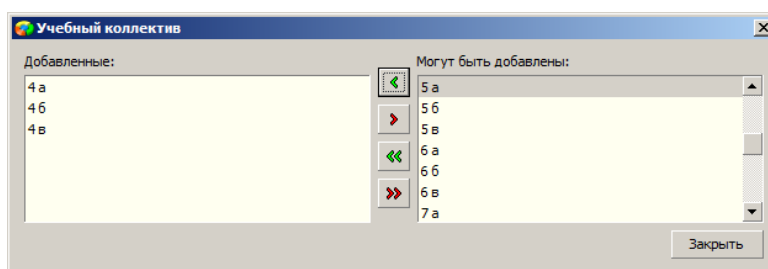 Учебный коллектив
Добавленные:
4 а
4 б
4 в
Могут быть добавлены:
5 а
5 б
5 в
6 а
6 б
6 в
7 а
Закрыть